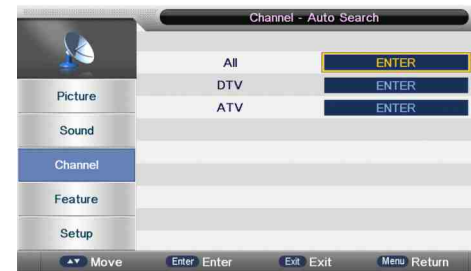 Channel - Auto Search
All ENTER
DTV ENTER
ATV ENTER
Picture
Sound
Channel
Feature
Setup
Move Enter Enter Exit Exit Menu Return